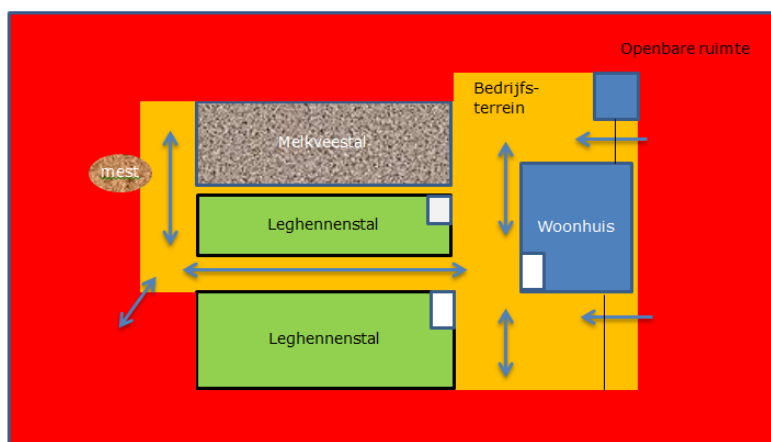 Openbare ruimte
Bedrijfs-
terrein
Melkveestal
mest
Leghennenstal
Woonhuis
Leghennenstal